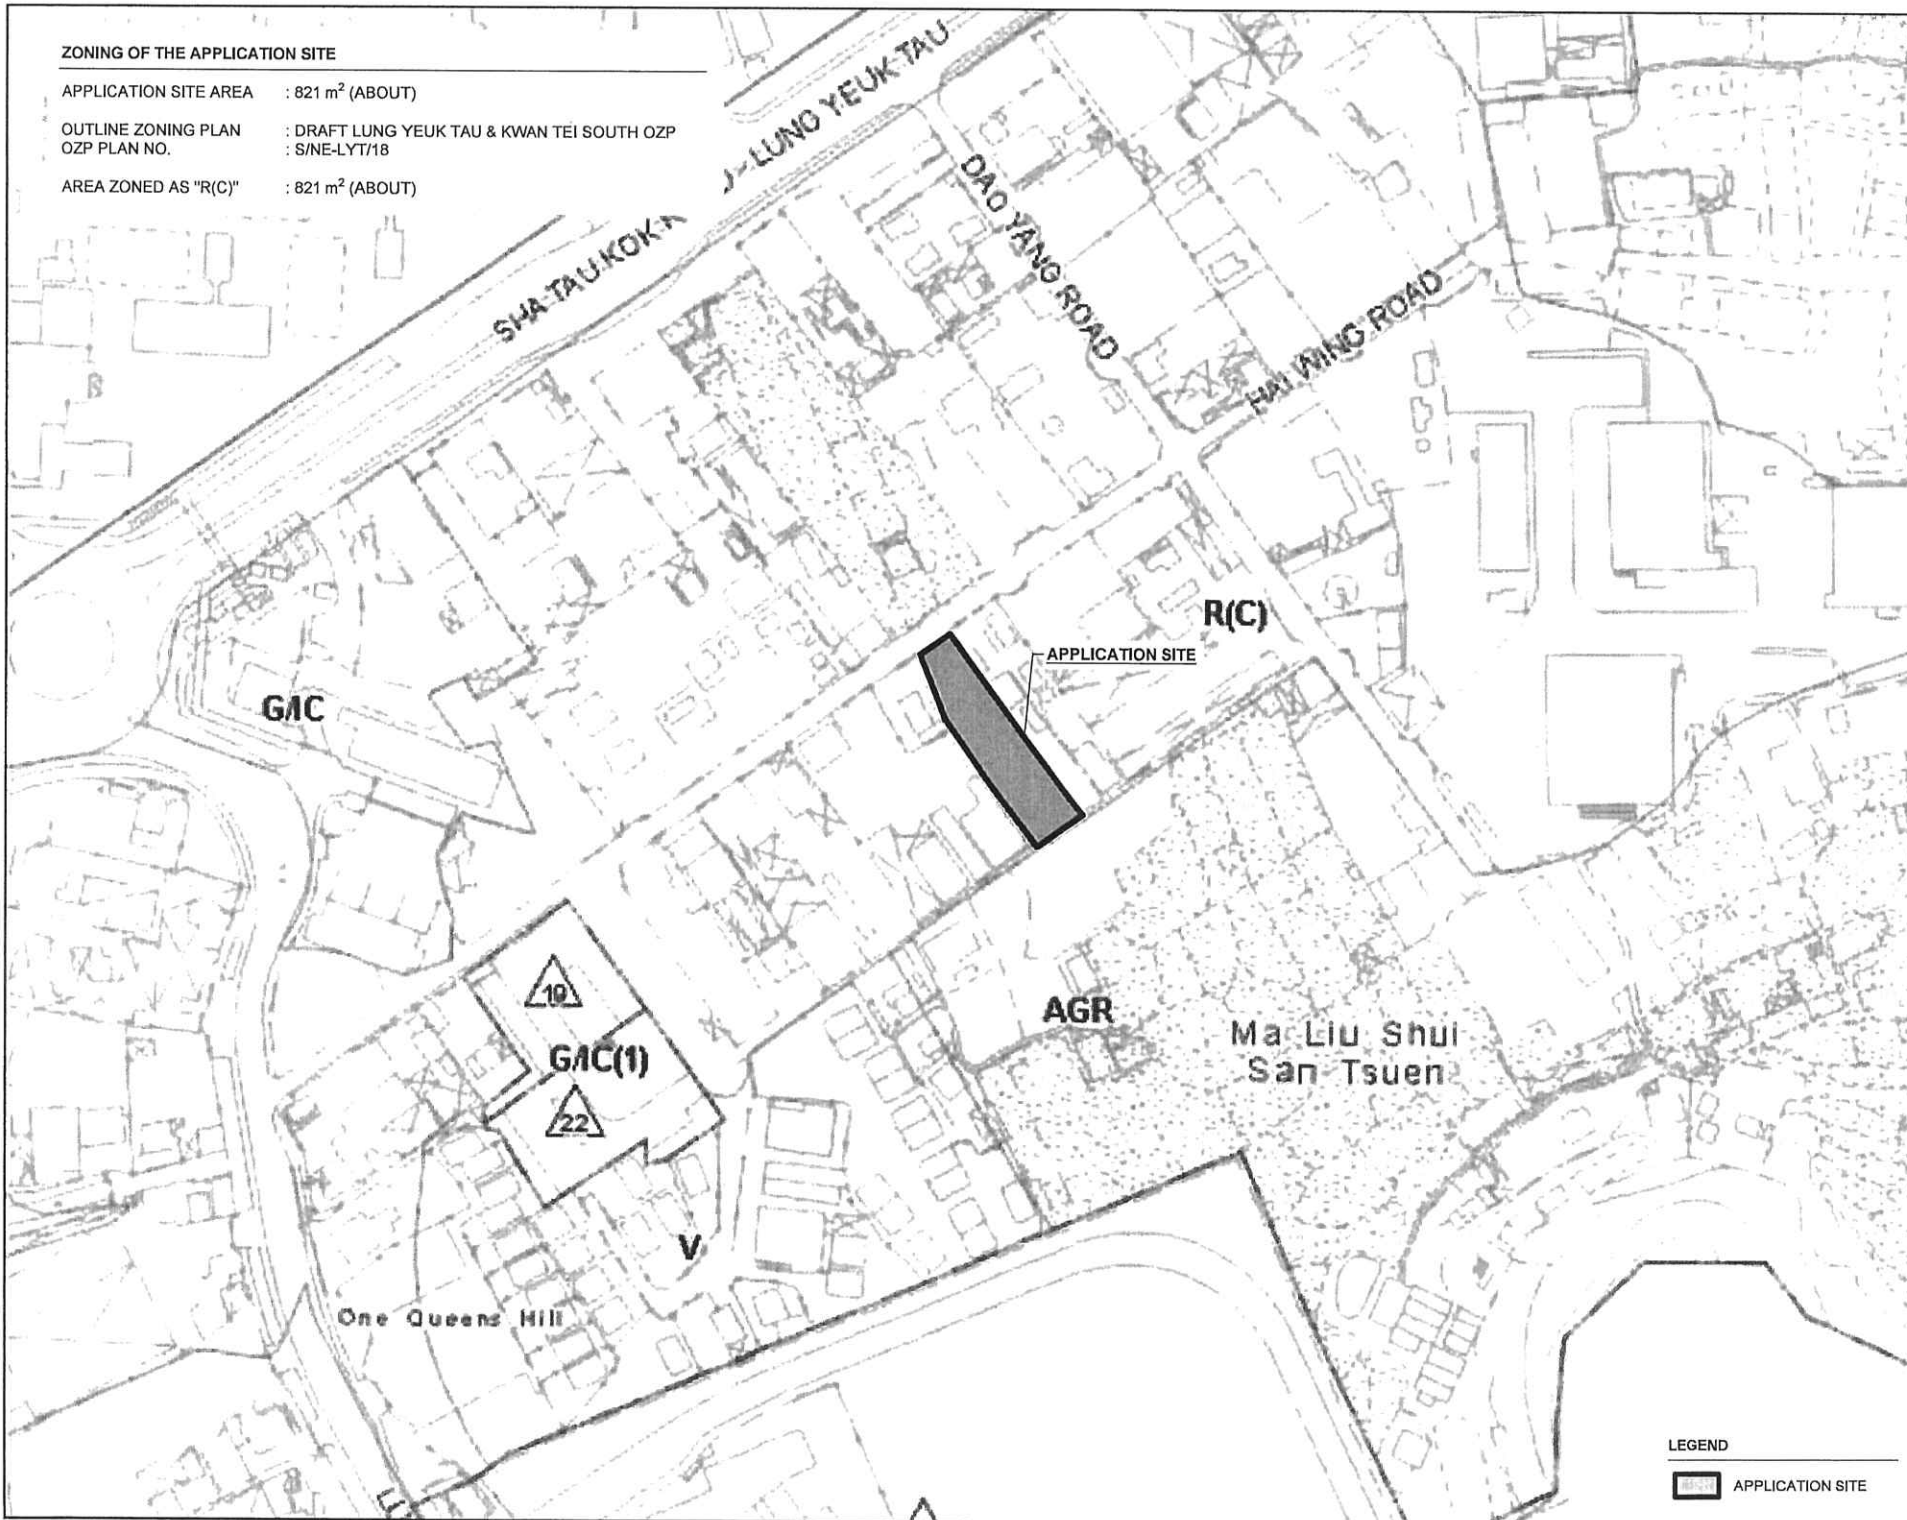 ZONING OF THE APPLICATION SITE
APPLICATION SITE AREA : 821 m² (ABOUT)
OUTLINE ZONING PLAN : DRAFT LUNG YEUK TAU & KWAN TEI SOUTH OZP
OZP PLAN NO. : S/NE-LYT/18
AREA ZONED AS "R(C)" : 821 m² (ABOUT)
SHA TAU KOK
LUNG YEUK TAU
DAO YANG ROAD
HAI WING ROAD
R(C)
APPLICATION SITE
G/IC
19
G/IC(1)
22
AGR
Ma Liu Shui
San Tsuen
V
One Queens Hill
LEGEND
APPLICATION SITE